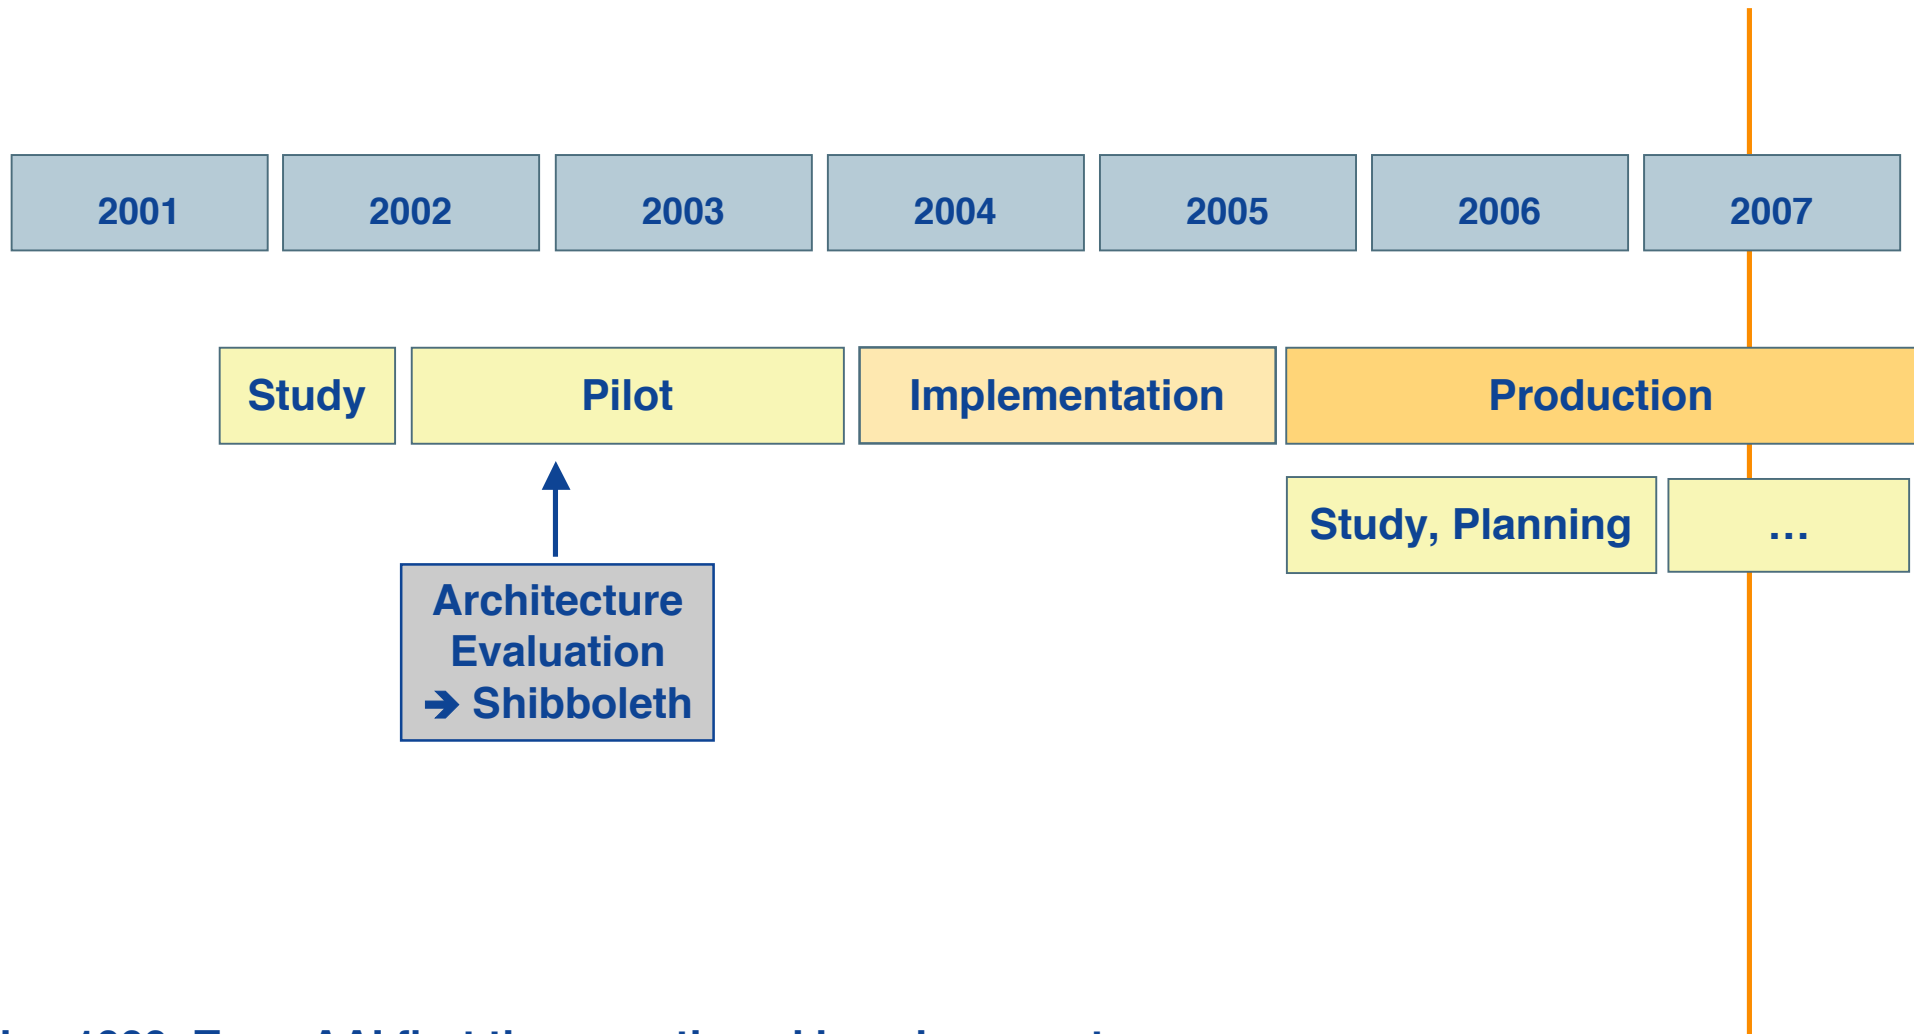 2001 2002 2003 2004 2005 2006 2007
Study Pilot Implementation Production
Study, Planning …
Architecture
Evaluation
➔ Shibboleth